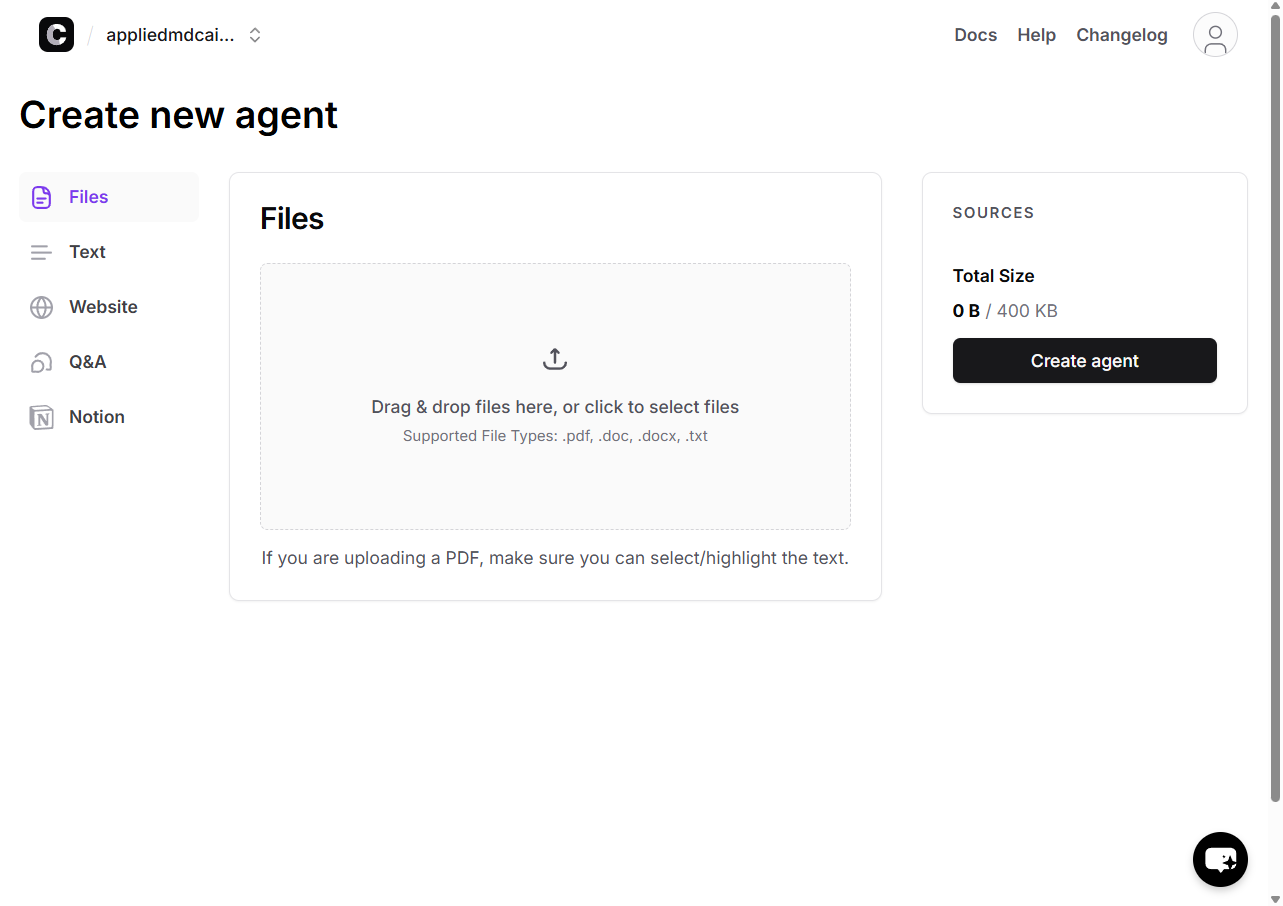 C / appliedmdcai...
Docs Help Changelog
Create new agent
Files
Text
Website
Q&A
Notion
Files
Drag & drop files here, or click to select files
Supported File Types: .pdf, .doc, .docx, .txt
If you are uploading a PDF, make sure you can select/highlight the text.
SOURCES
Total Size
0 B / 400 KB
Create agent